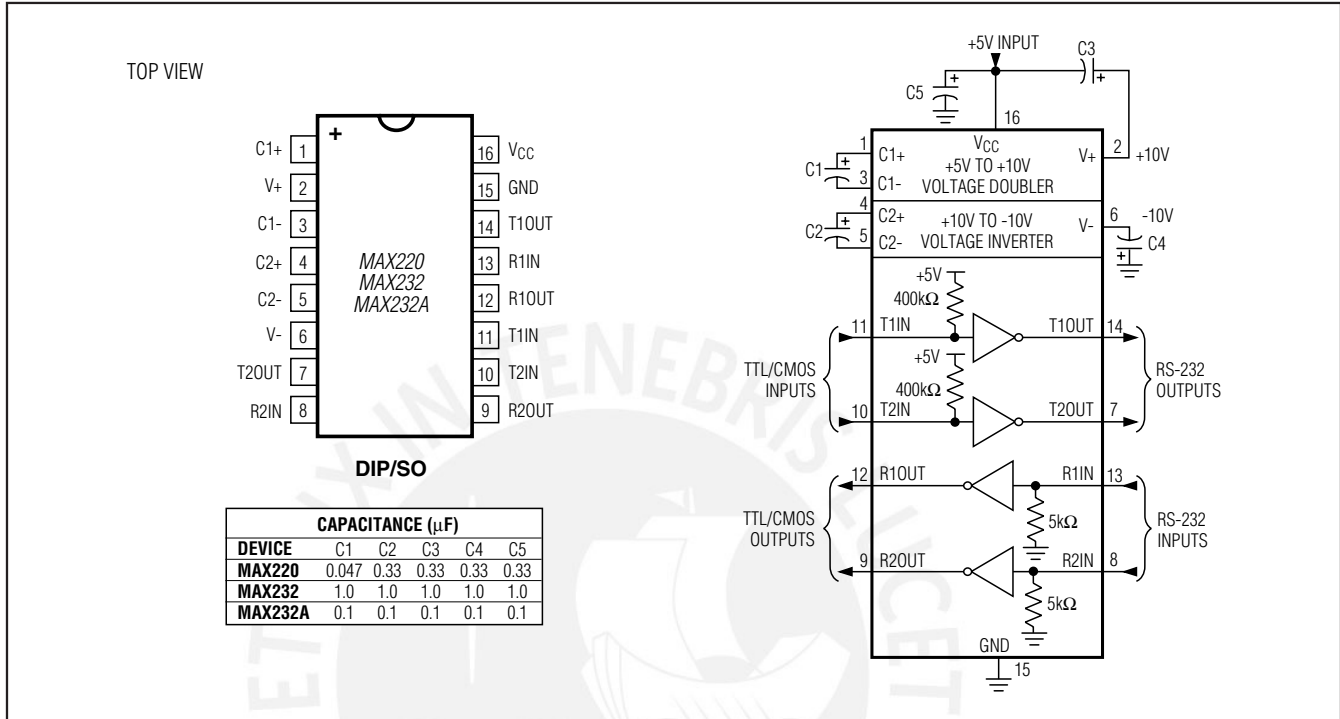 TOP VIEW
+
C1+ 1
V+ 2
C1- 3
C2+ 4
C2- 5
V- 6
T2OUT 7
R2IN 8
MAX220
MAX232
MAX232A
16 VCC
15 GND
14 T1OUT
13 R1IN
12 R1OUT
11 T1IN
10 T2IN
9 R2OUT
DIP/SO
CAPACITANCE (μF)
DEVICE C1 C2 C3 C4 C5
MAX220 0.047 0.33 0.33 0.33 0.33
MAX232 1.0 1.0 1.0 1.0 1.0
MAX232A 0.1 0.1 0.1 0.1 0.1
+5V INPUT
C3
+
C5
+
16
VCC
1 C1+
C1 +
3 C1-
+5V TO +10V
VOLTAGE DOUBLER
V+ 2 +10V
4 C2+
C2 +
5 C2-
+10V TO -10V
VOLTAGE INVERTER
V- 6 -10V
C4
+
+5V
400kΩ
11 T1IN
T1OUT 14
+5V
400kΩ
10 T2IN
T2OUT 7
TTL/CMOS
INPUTS
RS-232
OUTPUTS
12 R1OUT
R1IN 13
5kΩ
9 R2OUT
R2IN 8
5kΩ
TTL/CMOS
OUTPUTS
RS-232
INPUTS
GND
15
ET LUX IN TENEBRIS LUCET